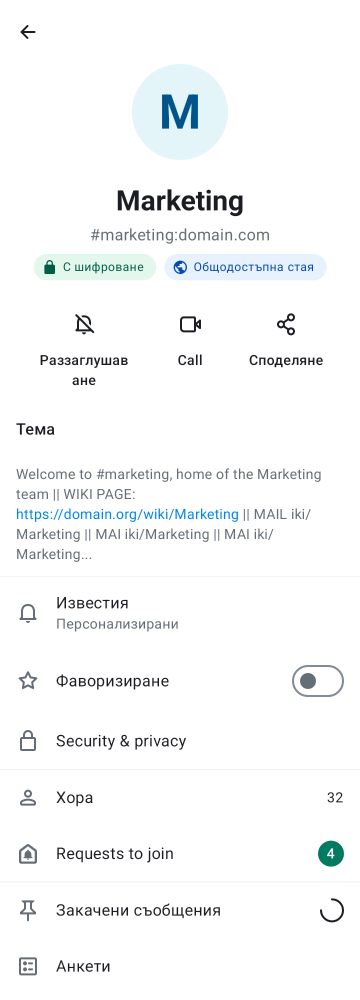 M
Marketing
#marketing:domain.com
С шифроване
Общодостъпна стая
Раззаглушав
ане
Call
Споделяне
Тема
Welcome to #marketing, home of the Marketing
team || WIKI PAGE:
https://domain.org/wiki/Marketing || MAIL iki/
Marketing || MAI iki/Marketing || MAI iki/
Marketing...
Известия
Персонализирани
Фаворизиране
Security & privacy
Хора
32
Requests to join
4
Закачени съобщения
Анкети